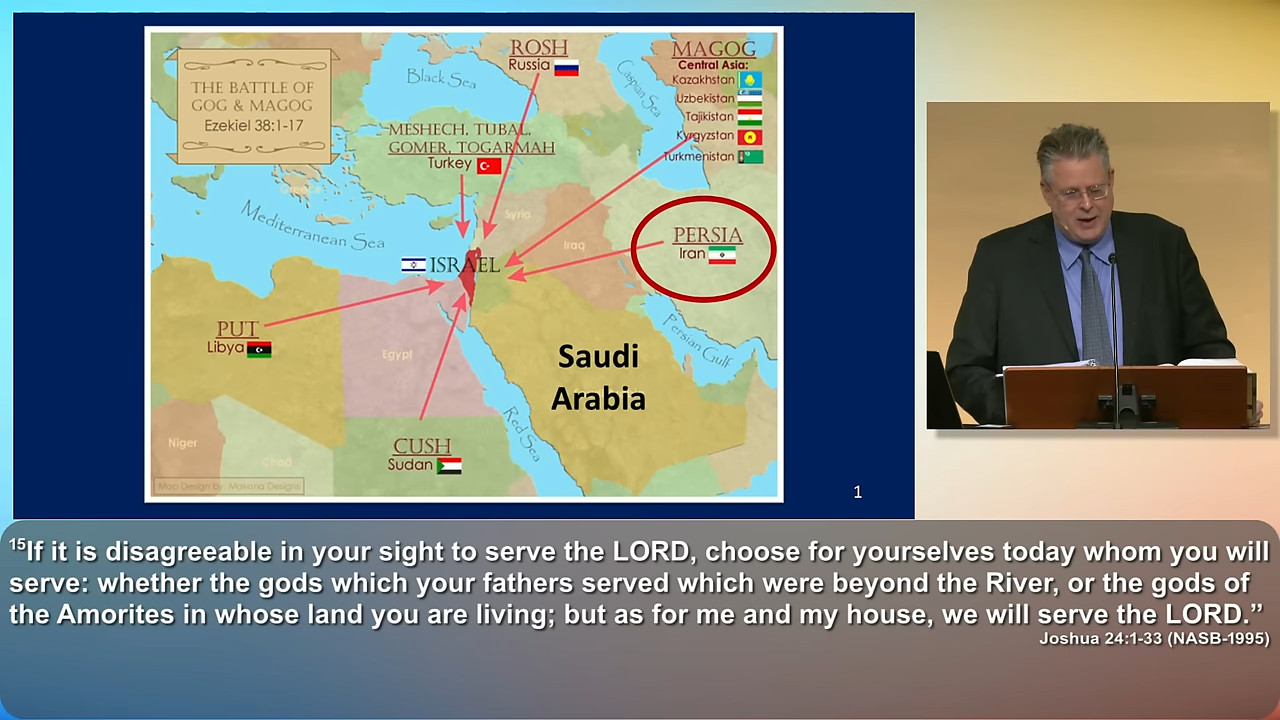 THE BATTLE OF
GOG & MAGOG
Ezekiel 38:1-17
Black Sea
ROSH
Russia
Caspian Sea
MAGOG
Central Asia:
Kazakhstan
Uzbekistan
Tajikistan
Kyrgyzstan
Turkmenistan
MESHECH, TUBAL,
GOMER, TOGARMAH
Turkey
Greece
Mediterranean Sea
Syria
Iraq
PERSIA
Iran
ISRAEL
PUT
Libya
Egypt
Saudi
Arabia
Persian Gulf
Red Sea
CUSH
Sudan
Niger
Chad
Map Design by: Makana Designs
1
15If it is disagreeable in your sight to serve the LORD, choose for yourselves today whom you will
serve: whether the gods which your fathers served which were beyond the River, or the gods of
the Amorites in whose land you are living; but as for me and my house, we will serve the LORD.”
Joshua 24:1-33 (NASB-1995)